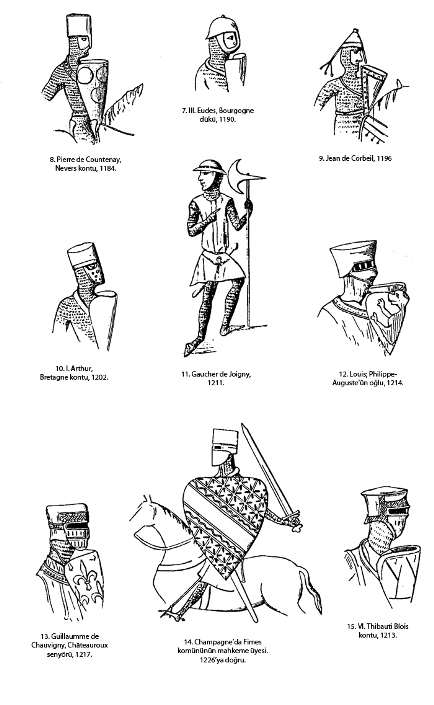 8. Pierre de Countenay,
Nevers kontu, 1184.
7. III. Eudes, Bourgogne
dükü, 1190.
9. Jean de Corbeil, 1196
10. I. Arthur,
Bretagne kontu, 1202.
11. Gaucher de Joigny,
1211.
12. Louis; Philippe-
Auguste'ün oğlu, 1214.
13. Guillaumme de
Chauvigny, Châteauroux
senyörü, 1217.
14. Champagne'da Fimes
komününün mahkeme üyesi.
1226'ya doğru.
15. VI. Thibauti Blois
kontu, 1213.